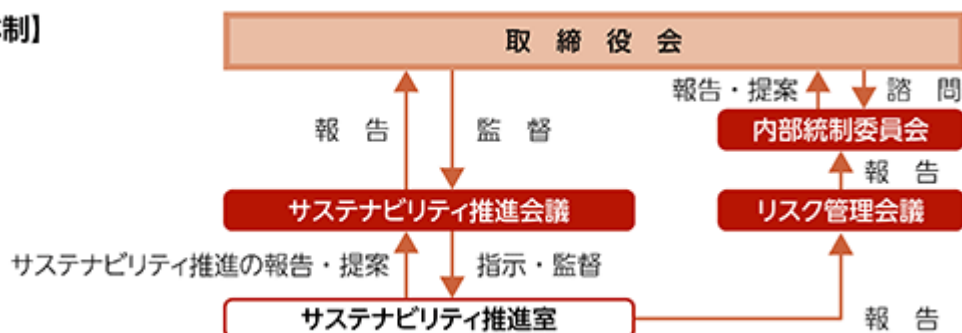 制】
取締役会
報告・提案
諮問
報告
監督
内部統制委員会
報告
サステナビリティ推進会議
リスク管理会議
サステナビリティ推進の報告・提案
指示・監督
サステナビリティ推進室
報告